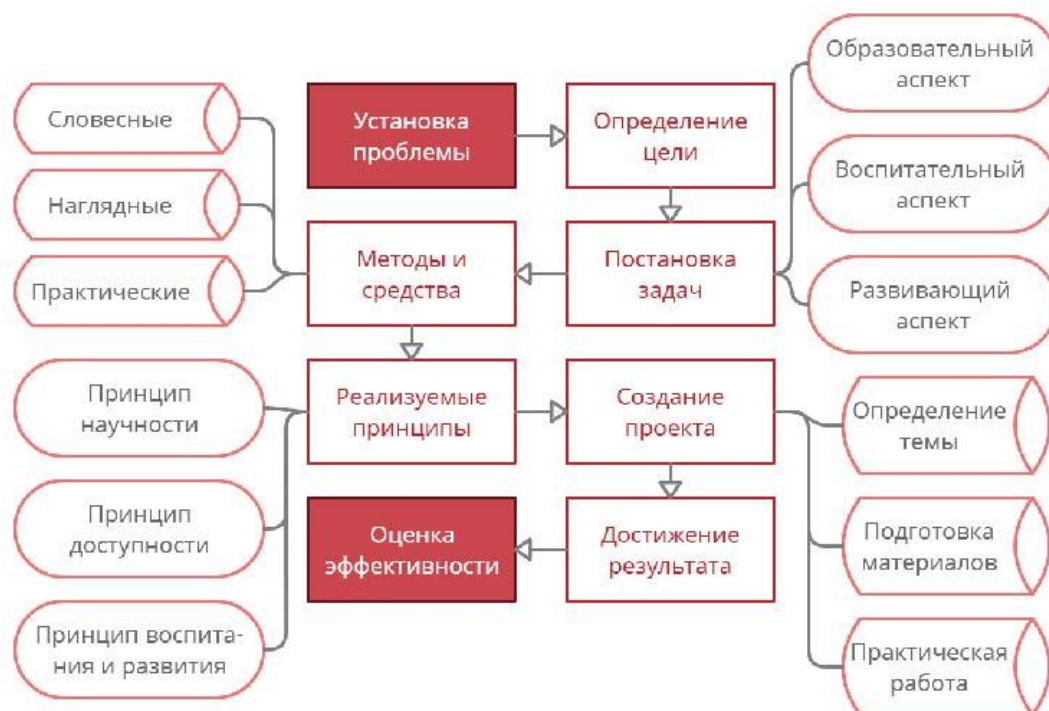 Образовательный
аспект
Словесные
Установка
проблемы
Определение
цели
Воспитательный
аспект
Наглядные
Методы и
средства
Постановка
задач
Практические
Развивающий
аспект
Принцип
научности
Реализуемые
принципы
Создание
проекта
Определение
темы
Принцип
доступности
Оценка
эффективности
Достижение
результата
Подготовка
материалов
Принцип воспита-
ния и развития
Практическая
работа